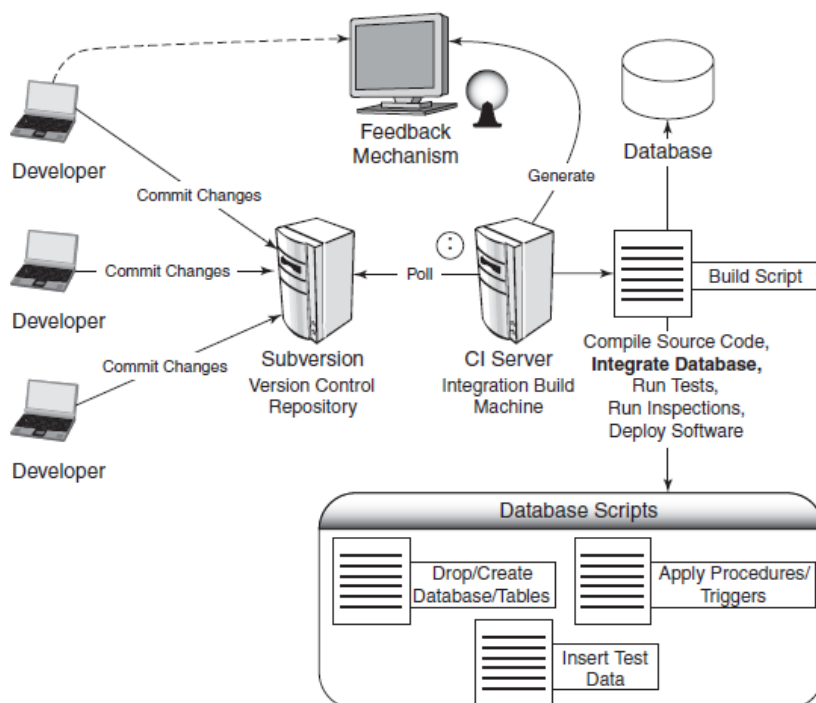 Feedback
Mechanism
Database
Developer
Generate
Commit Changes
Developer
Commit Changes
Poll
:
Build Script
Commit Changes
Subversion
Version Control
Repository
CI Server
Integration Build
Machine
Compile Source Code,
Integrate Database,
Run Tests,
Run Inspections,
Deploy Software
Developer
Database Scripts
Drop/Create
Database/Tables
Apply Procedures/
Triggers
Insert Test
Data